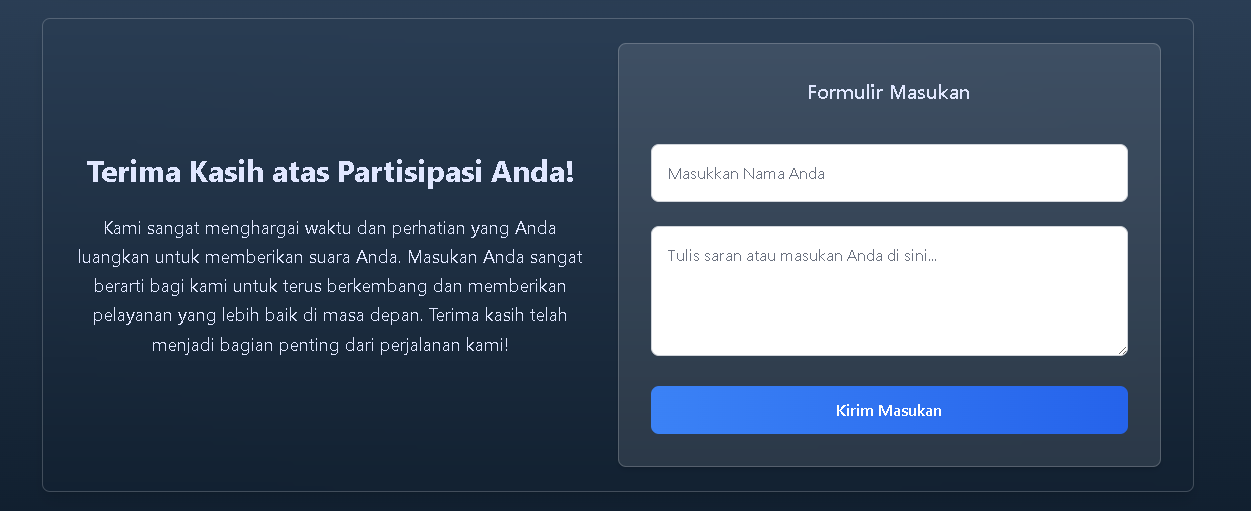 Terima Kasih atas Partisipasi Anda!
Kami sangat menghargai waktu dan perhatian yang Anda
luangkan untuk memberikan suara Anda. Masukan Anda sangat
berarti bagi kami untuk terus berkembang dan memberikan
pelayanan yang lebih baik di masa depan. Terima kasih telah
menjadi bagian penting dari perjalanan kami!
Formulir Masukan
Masukkan Nama Anda
Tulis saran atau masukan Anda di sini...
Kirim Masukan